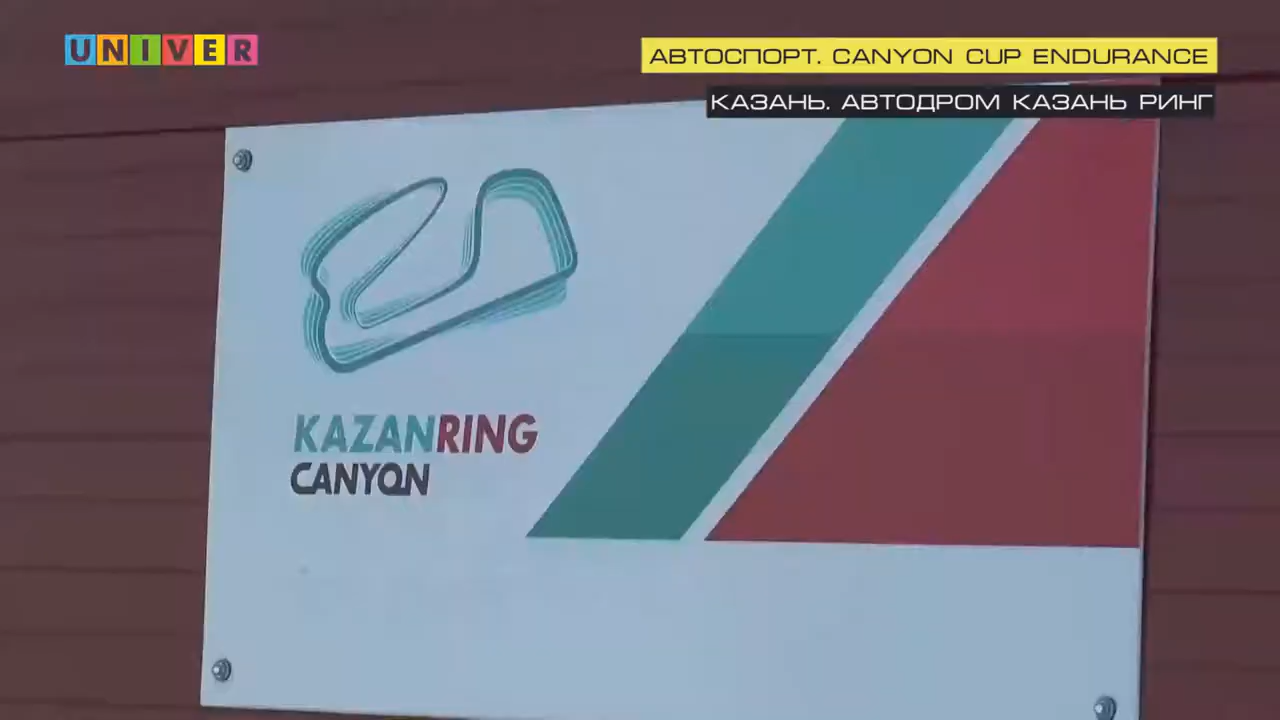 UNIVER
АВТОСПОРТ. CANYON CUP ENDURANCE
КАЗАНЬ. АВТОДРОМ КАЗАНЬ РИНГ
KAZANRING
CANYON